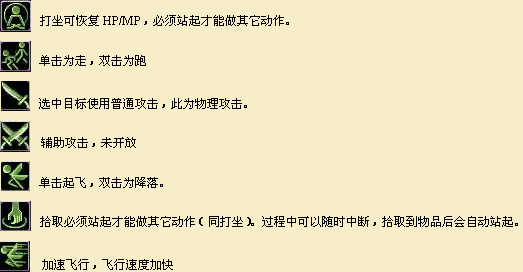 打坐可恢复 HP/MP，必须站起才能做其它动作。
单击为走，双击为跑
选中目标使用普通攻击，此为物理攻击。
辅助攻击，未开放
单击起飞，双击为降落。
拾取必须站起才能做其它动作（同打坐）。过程中可以随时中断，拾取到物品后会自动站起。
加速飞行，飞行速度加快